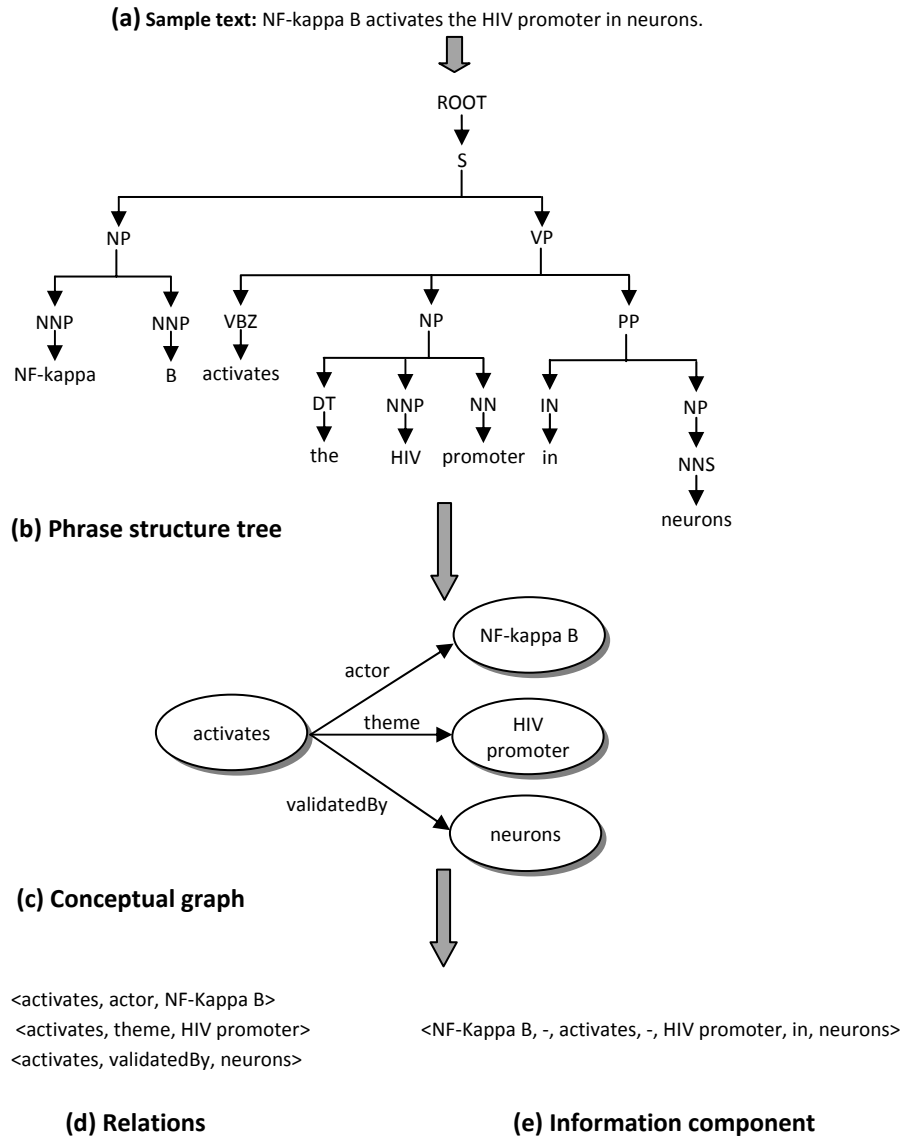 (a) Sample text: NF-kappa B activates the HIV promoter in neurons.
ROOT
S
NP VP
NNP NNP VBZ NP PP
NF-kappa B activates
DT NNP NN IN NP
the HIV promoter in
NNS
neurons
(b) Phrase structure tree
NF-kappa B
actor
activates
theme
HIV
promoter
validatedBy
neurons
(c) Conceptual graph
<activates, actor, NF-Kappa B>
<activates, theme, HIV promoter>
<activates, validatedBy, neurons>
<NF-Kappa B, -, activates, -, HIV promoter, in, neurons>
(d) Relations
(e) Information component